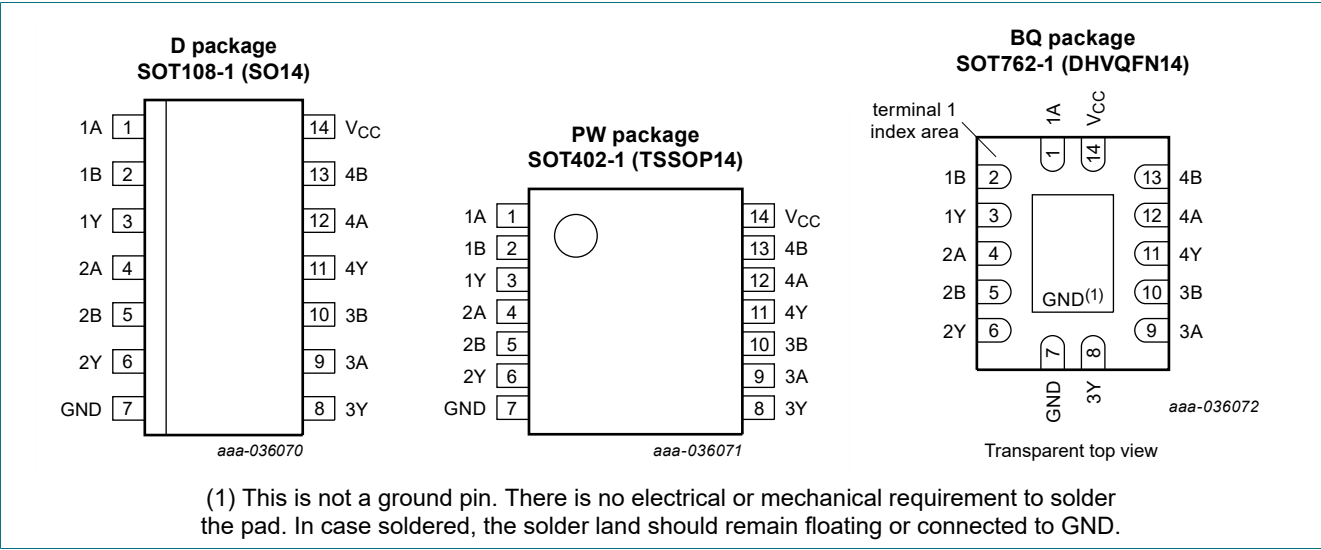 D package
SOT108-1 (SO14)
1A 1 14 VCC
1B 2 13 4B
1Y 3 12 4A
2A 4 11 4Y
2B 5 10 3B
2Y 6 9 3A
GND 7 8 3Y
aaa-036070
PW package
SOT402-1 (TSSOP14)
1A 1 14 VCC
1B 2 13 4B
1Y 3 12 4A
2A 4 11 4Y
2B 5 10 3B
2Y 6 9 3A
GND 7 8 3Y
aaa-036071
BQ package
SOT762-1 (DHVQFN14)
terminal 1
index area
1A VCC
1 14
1B 2 13 4B
1Y 3 12 4A
2A 4 11 4Y
2B 5 10 3B
GND(1)
2Y 6 9 3A
7 8
GND 3Y
aaa-036072
Transparent top view
(1) This is not a ground pin. There is no electrical or mechanical requirement to solder
the pad. In case soldered, the solder land should remain floating or connected to GND.